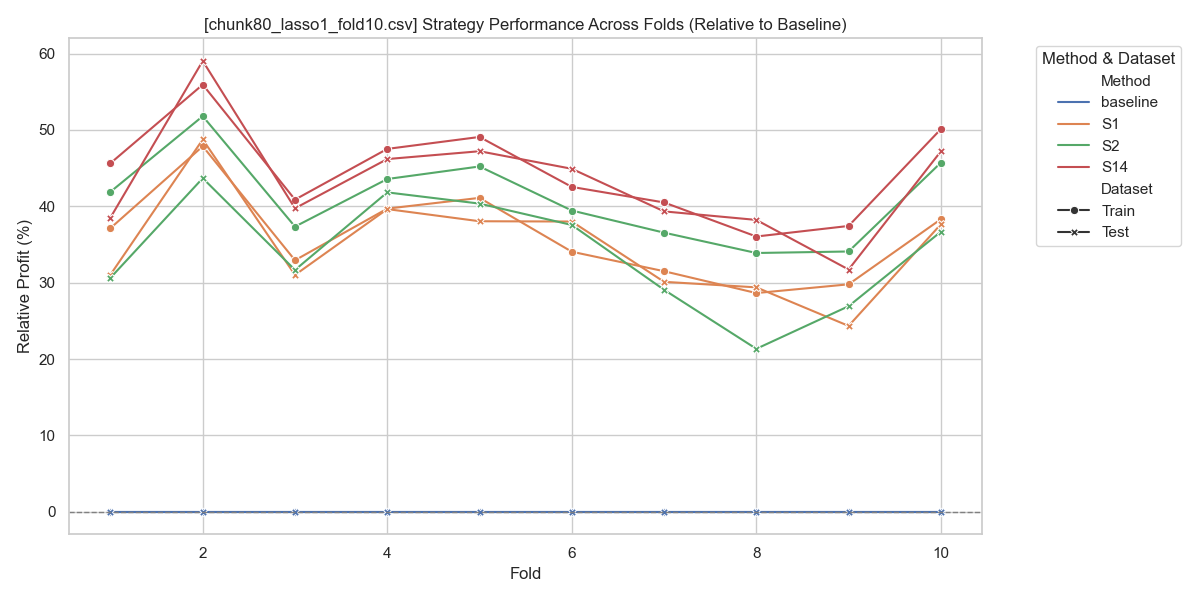 [chunk80_lasso1_fold10.csv] Strategy Performance Across Folds (Relative to Baseline)
Relative Profit (%)
60
50
40
30
20
10
0
2
4
6
8
10
Fold
Method & Dataset
Method
baseline
S1
S2
S14
Dataset
Train
Test